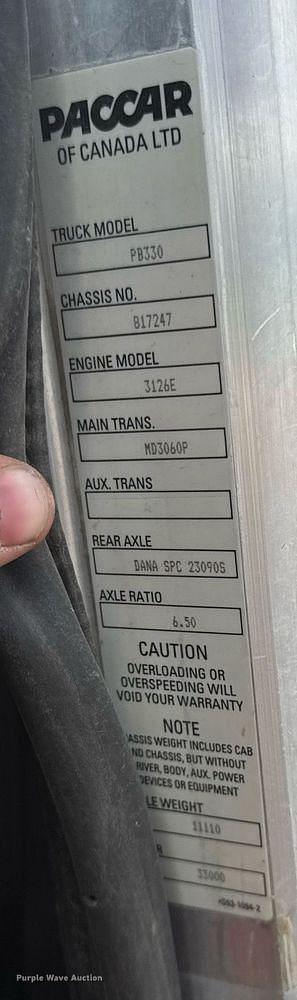 PACCAR
OF CANADA LTD
TRUCK MODEL
PB330
CHASSIS NO.
817247
ENGINE MODEL
3126E
MAIN TRANS.
MD3060P
AUX. TRANS
REAR AXLE
DANA SPC 23090S
AXLE RATIO
6.50
CAUTION
OVERLOADING OR
OVERSPEEDING WILL
VOID YOUR WARRANTY
NOTE
ASSIS WEIGHT INCLUDES CAB
ND CHASSIS, BUT WITHOUT
RIVER, BODY, AUX. POWER
DEVICES OR EQUIPMENT
LE WEIGHT
11110
33000
Purple Wave Auction